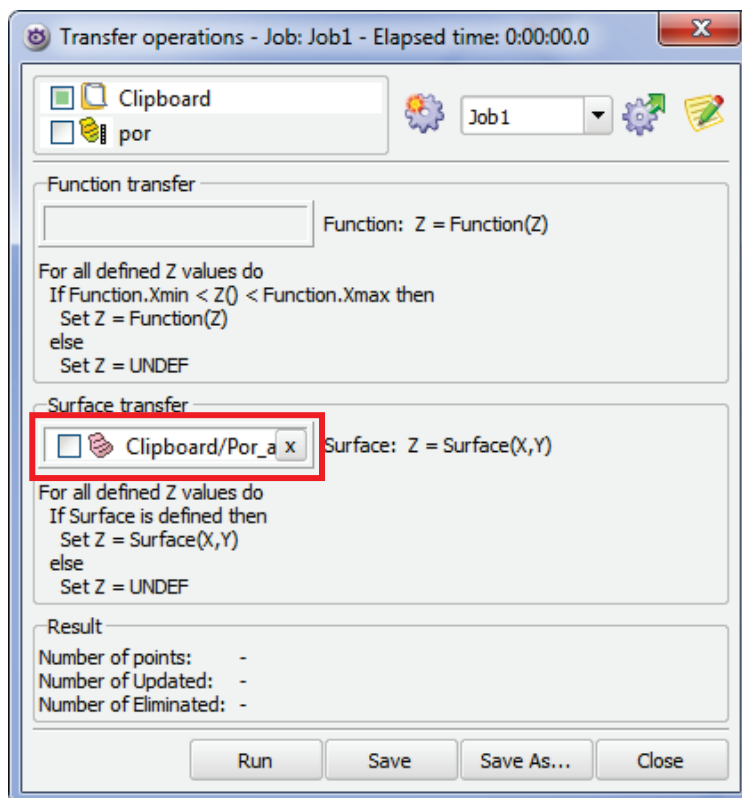 Transfer operations - Job: Job1 - Elapsed time: 0:00:00.0
x
Clipboard
por
Job1
Function transfer
Function: Z = Function(Z)
For all defined Z values do
If Function.Xmin < Z() < Function.Xmax then
Set Z = Function(Z)
else
Set Z = UNDEF
Surface transfer
Clipboard/Por_a x Surface: Z = Surface(X,Y)
For all defined Z values do
If Surface is defined then
Set Z = Surface(X,Y)
else
Set Z = UNDEF
Result
Number of points: -
Number of Updated: -
Number of Eliminated: -
Run Save Save As... Close